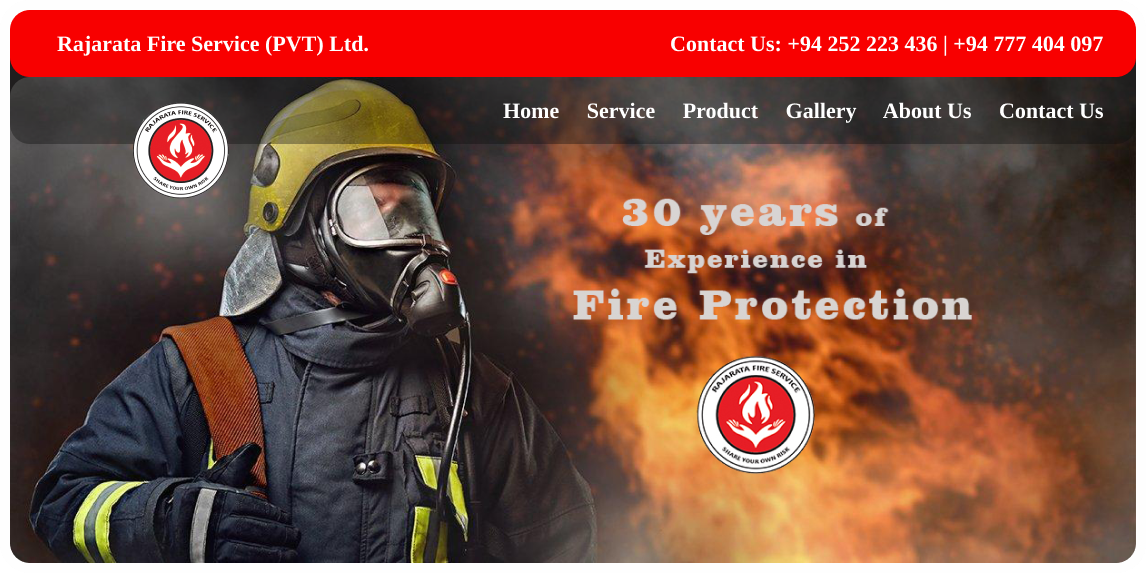 Rajarata Fire Service (PVT) Ltd.
Contact Us: +94 252 223 436 | +94 777 404 097
Home Service Product Gallery About Us Contact Us
RAJARATA FIRE SERVICE
SHARE YOUR OWN RISK
30 years of
Experience in
Fire Protection
RAJARATA FIRE SERVICE
SHARE YOUR OWN RISK